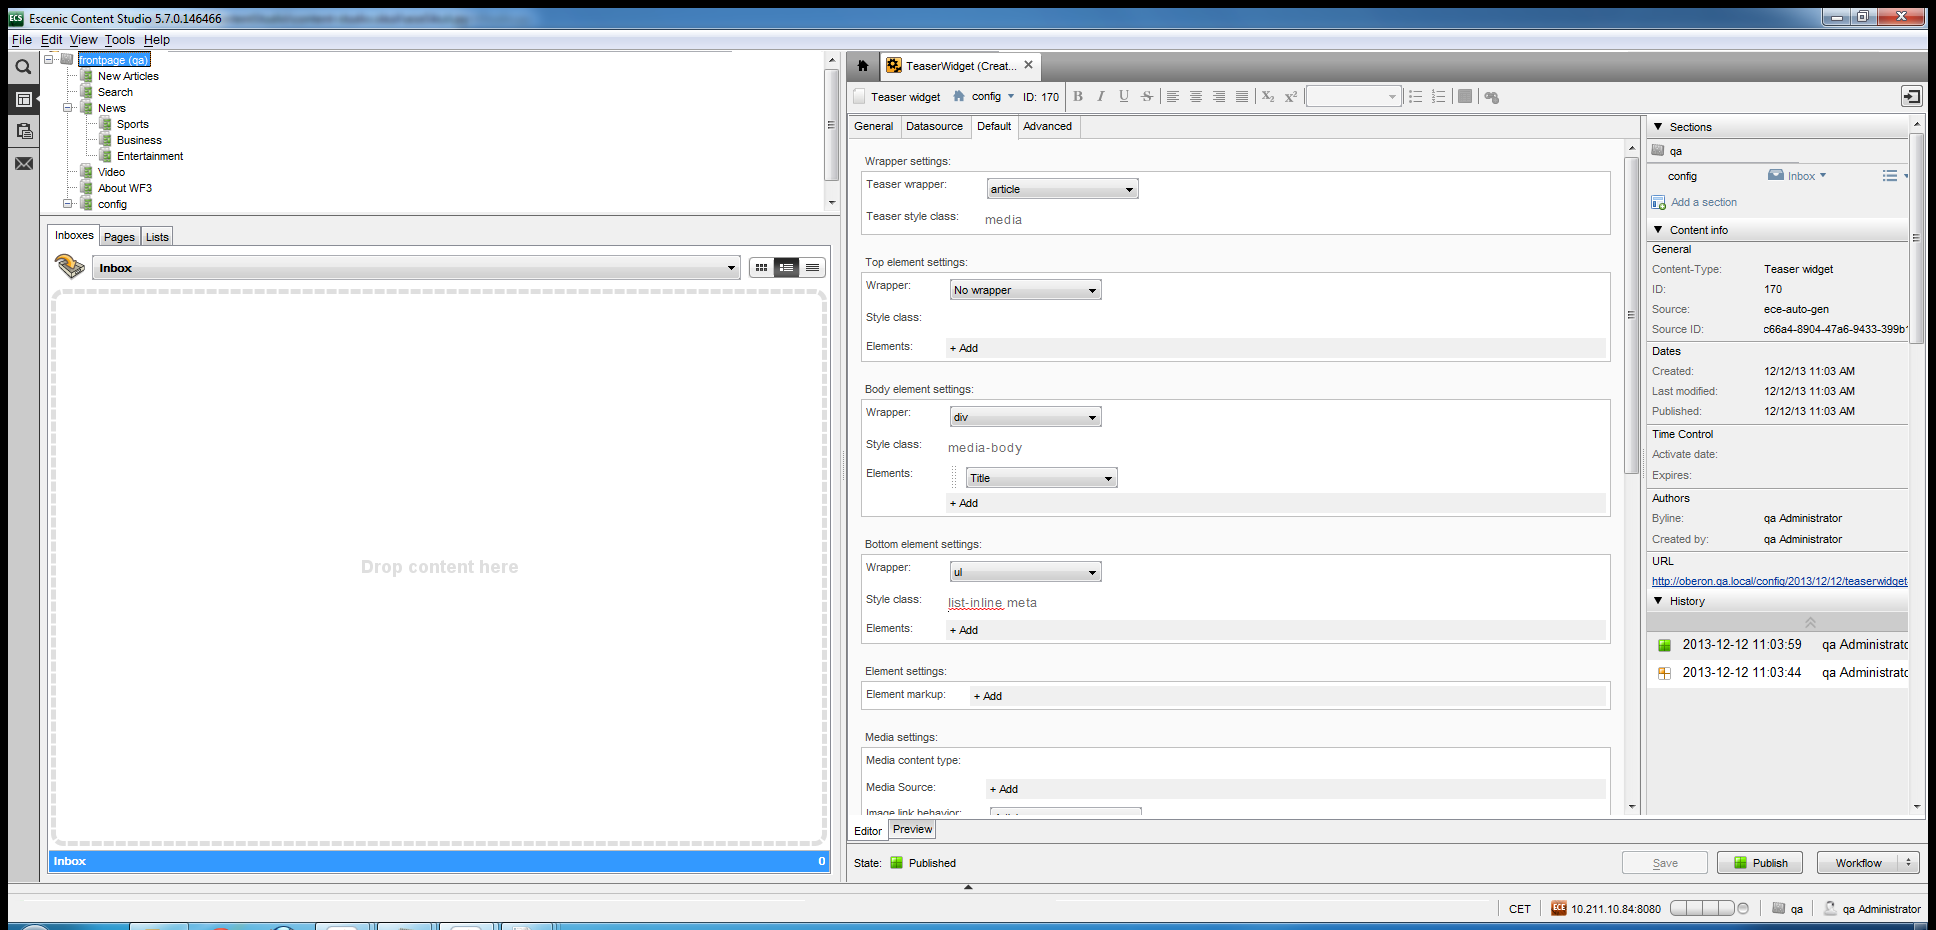 Escenic Content Studio 5.7.0.146466
File Edit View Tools Help
frontpage (qa)
New Articles
Search
News
Sports
Business
Entertainment
Video
About WF3
config
Inboxes Pages Lists
Inbox
Drop content here
Inbox 0
TeaserWidget (Creat...
Teaser widget config ID: 170 B I U S X2 x2
General Datasource Default Advanced
Wrapper settings:
Teaser wrapper: article
Teaser style class: media
Top element settings:
Wrapper: No wrapper
Style class:
Elements: + Add
Body element settings:
Wrapper: div
Style class: media-body
Elements: Title
+ Add
Bottom element settings:
Wrapper: ul
Style class: list-inline meta
Elements: + Add
Element settings:
Element markup: + Add
Media settings:
Media content type:
Media Source: + Add
Image link behavior:
Editor Preview
State: Published
Save Publish Workflow
Sections
qa
config Inbox
Add a section
Content info
General
Content-Type: Teaser widget
ID: 170
Source: ece-auto-gen
Source ID: c66a4-8904-47a6-9433-399b1
Dates
Created: 12/12/13 11:03 AM
Last modified: 12/12/13 11:03 AM
Published: 12/12/13 11:03 AM
Time Control
Activate date:
Expires:
Authors
Byline: qa Administrator
Created by: qa Administrator
URL
http://oberon.qa.local/config/2013/12/12/teaserwidget-
History
2013-12-12 11:03:59 qa Administrato
2013-12-12 11:03:44 qa Administrato
CET ECE 10.211.10.84:8080 qa qa Administrator